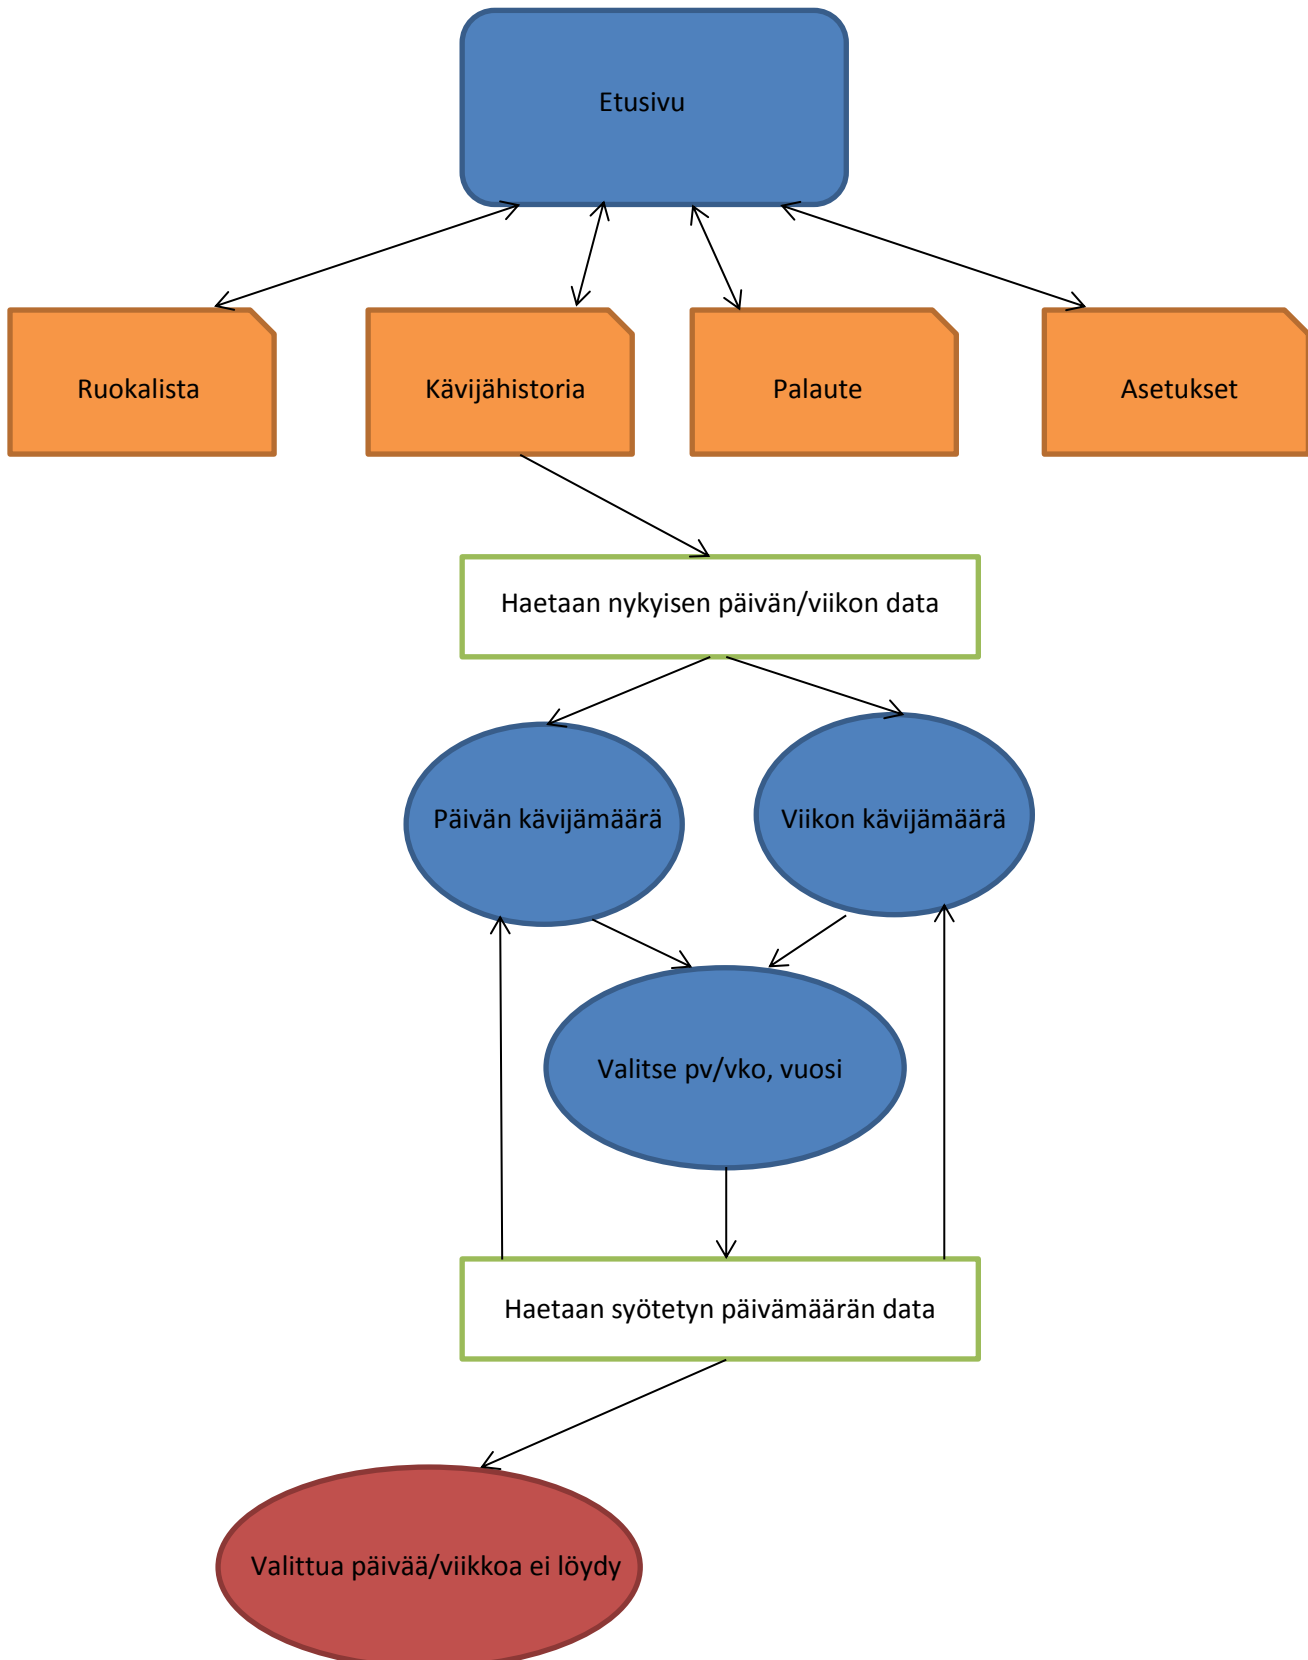 Etusivu
Ruokalista
Kävijähistoria
Palaute
Asetukset
Haetaan nykyisen päivän/viikon data
Päivän kävijämäärä
Viikon kävijämäärä
Valitse pv/vko, vuosi
Haetaan syötetyn päivämäärän data
Valittua päivää/viikkoa ei löydy